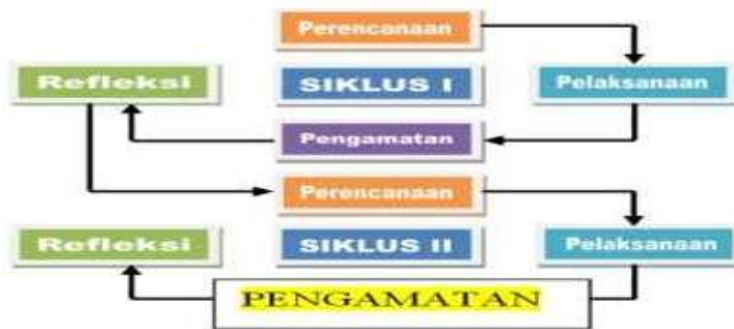 Perencanaan
Refleksi
SIKLUS I
Pelaksanaan
Pengamatan
Perencanaan
Refleksi
SIKLUS II
Pelaksanaan
PENGAMATAN